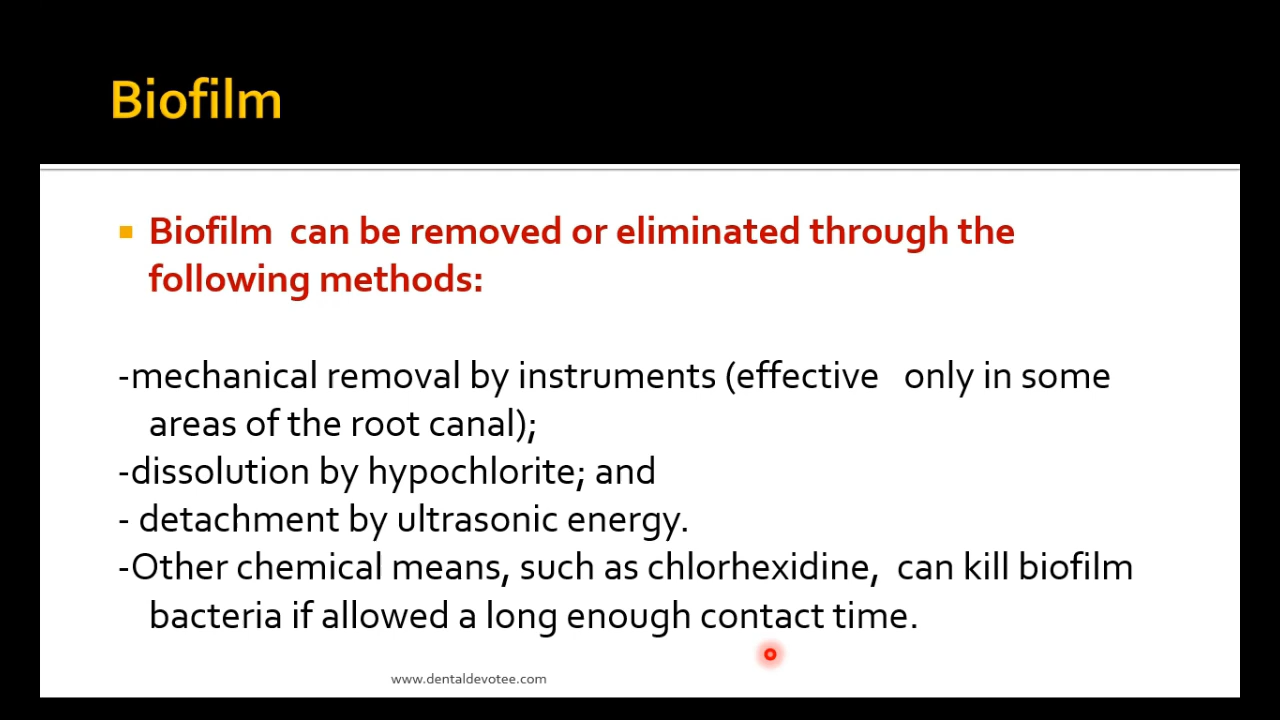 Biofilm
Biofilm can be removed or eliminated through the
following methods:
-mechanical removal by instruments (effective only in some
areas of the root canal);
-dissolution by hypochlorite; and
- detachment by ultrasonic energy.
-Other chemical means, such as chlorhexidine, can kill biofilm
bacteria if allowed a long enough contact time.
www.dentaldevotee.com